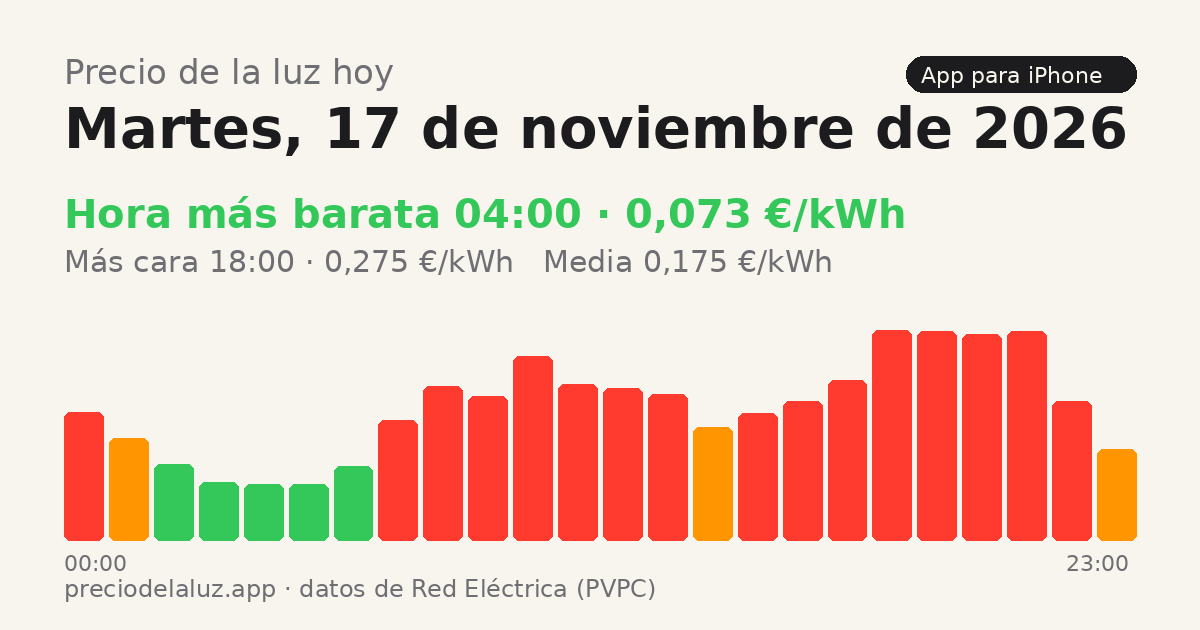 Precio de la luz hoy
App para iPhone
Martes, 17 de noviembre de 2026
Hora más barata 04:00 · 0,073 €/kWh
Más cara 18:00 · 0,275 €/kWh Media 0,175 €/kWh
00:00 23:00
preciodelaluz.app · datos de Red Eléctrica (PVPC)